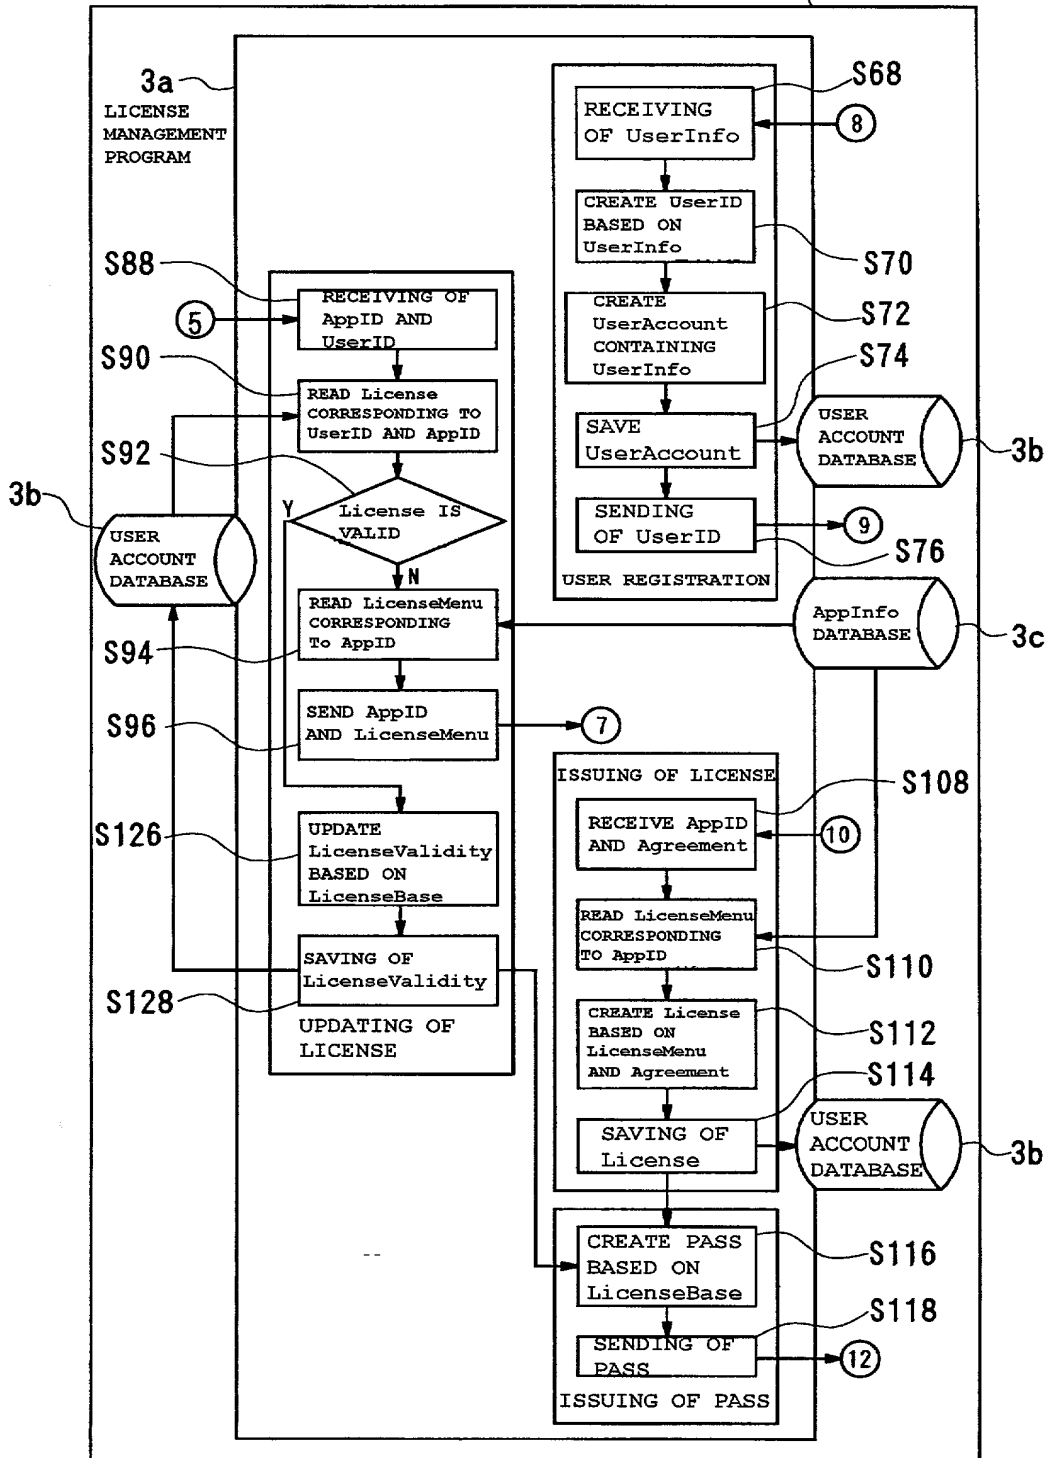 3a
LICENSE
MANAGEMENT
PROGRAM
S68
RECEIVING
OF UserInfo
8
CREATE UserID
BASED ON
UserInfo
S70
CREATE
UserAccount
CONTAINING
UserInfo
S72
S74
SAVE
UserAccount
USER
ACCOUNT
DATABASE
3b
SENDING
OF UserID
9
S76
USER REGISTRATION
S88
RECEIVING OF
AppID AND
UserID
5
S90
READ License
CORRESPONDING TO
UserID AND AppID
S92
License IS
VALID
Y
N
3b
USER
ACCOUNT
DATABASE
READ LicenseMenu
CORRESPONDING
To AppID
S94
AppInfo
DATABASE
3c
SEND AppID
AND LicenseMenu
S96
7
S126
UPDATE
LicenseValidity
BASED ON
LicenseBase
SAVING OF
LicenseValidity
S128
UPDATING OF
LICENSE
ISSUING OF LICENSE
S108
RECEIVE AppID
AND Agreement
10
READ LicenseMenu
CORRESPONDING
TO AppID
S110
CREATE License
BASED ON
LicenseMenu
AND Agreement
S112
S114
SAVING OF
License
USER
ACCOUNT
DATABASE
3b
CREATE PASS
BASED ON
LicenseBase
S116
S118
SENDING OF
PASS
12
ISSUING OF PASS